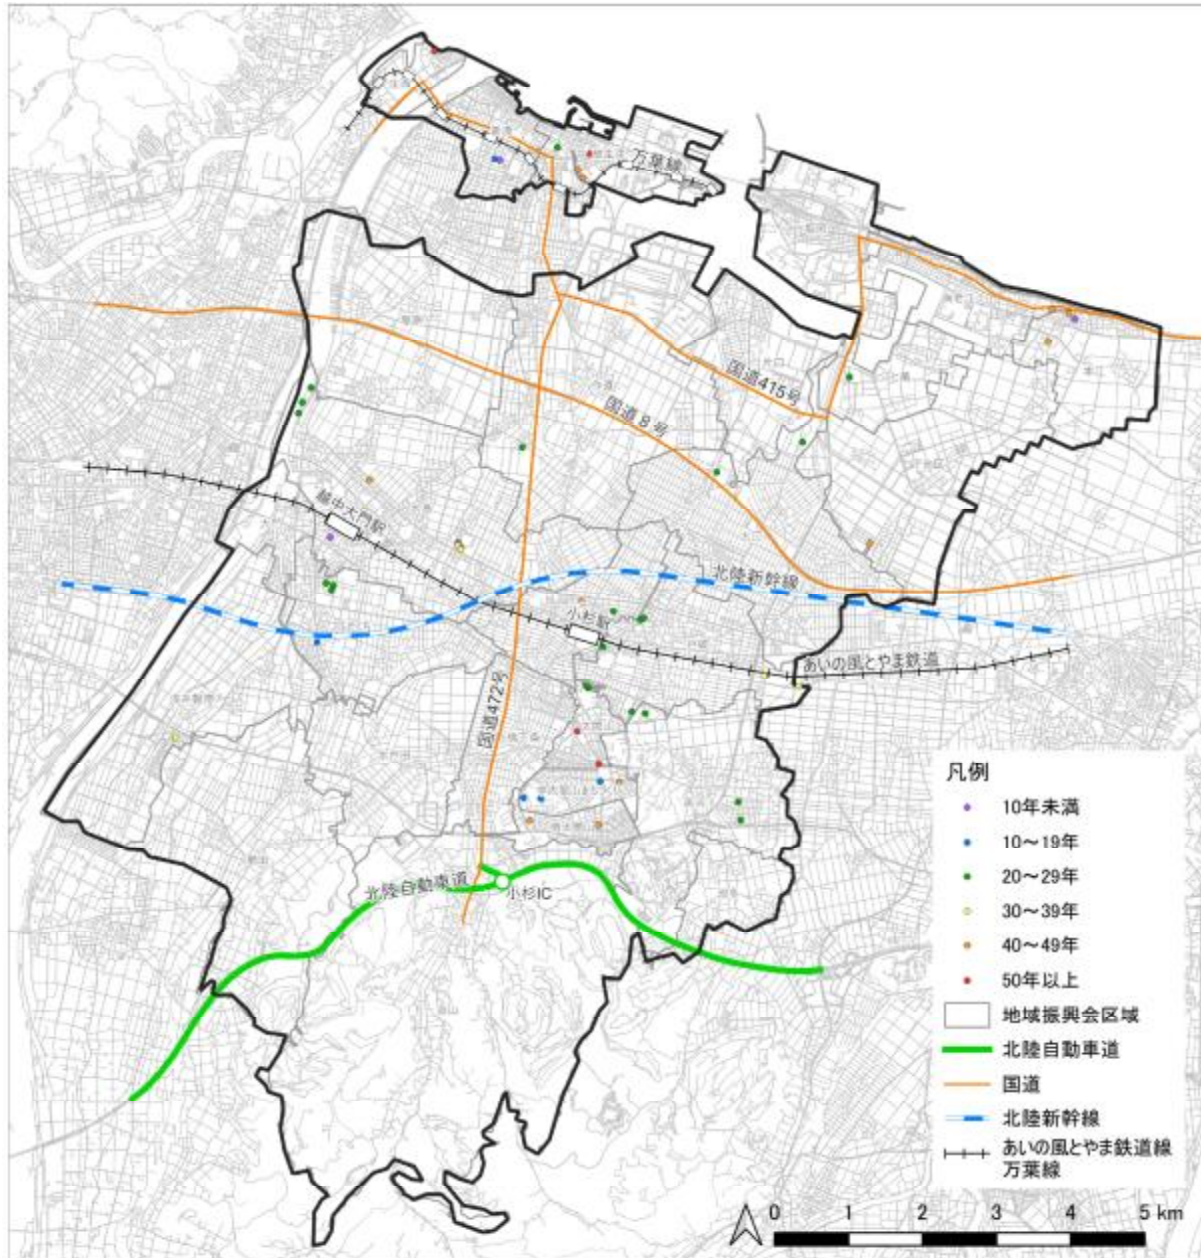 万葉線
国道415号
国道8号
越中大門駅
北陸新幹線
小杉駅
あいの風とやま鉄道
国道472号
北陸自動車道
小杉IC
凡例
10年未満
10～19年
20～29年
30～39年
40～49年
50年以上
地域振興会区域
北陸自動車道
国道
北陸新幹線
あいの風とやま鉄道線
万葉線
0 1 2 3 4 5 km